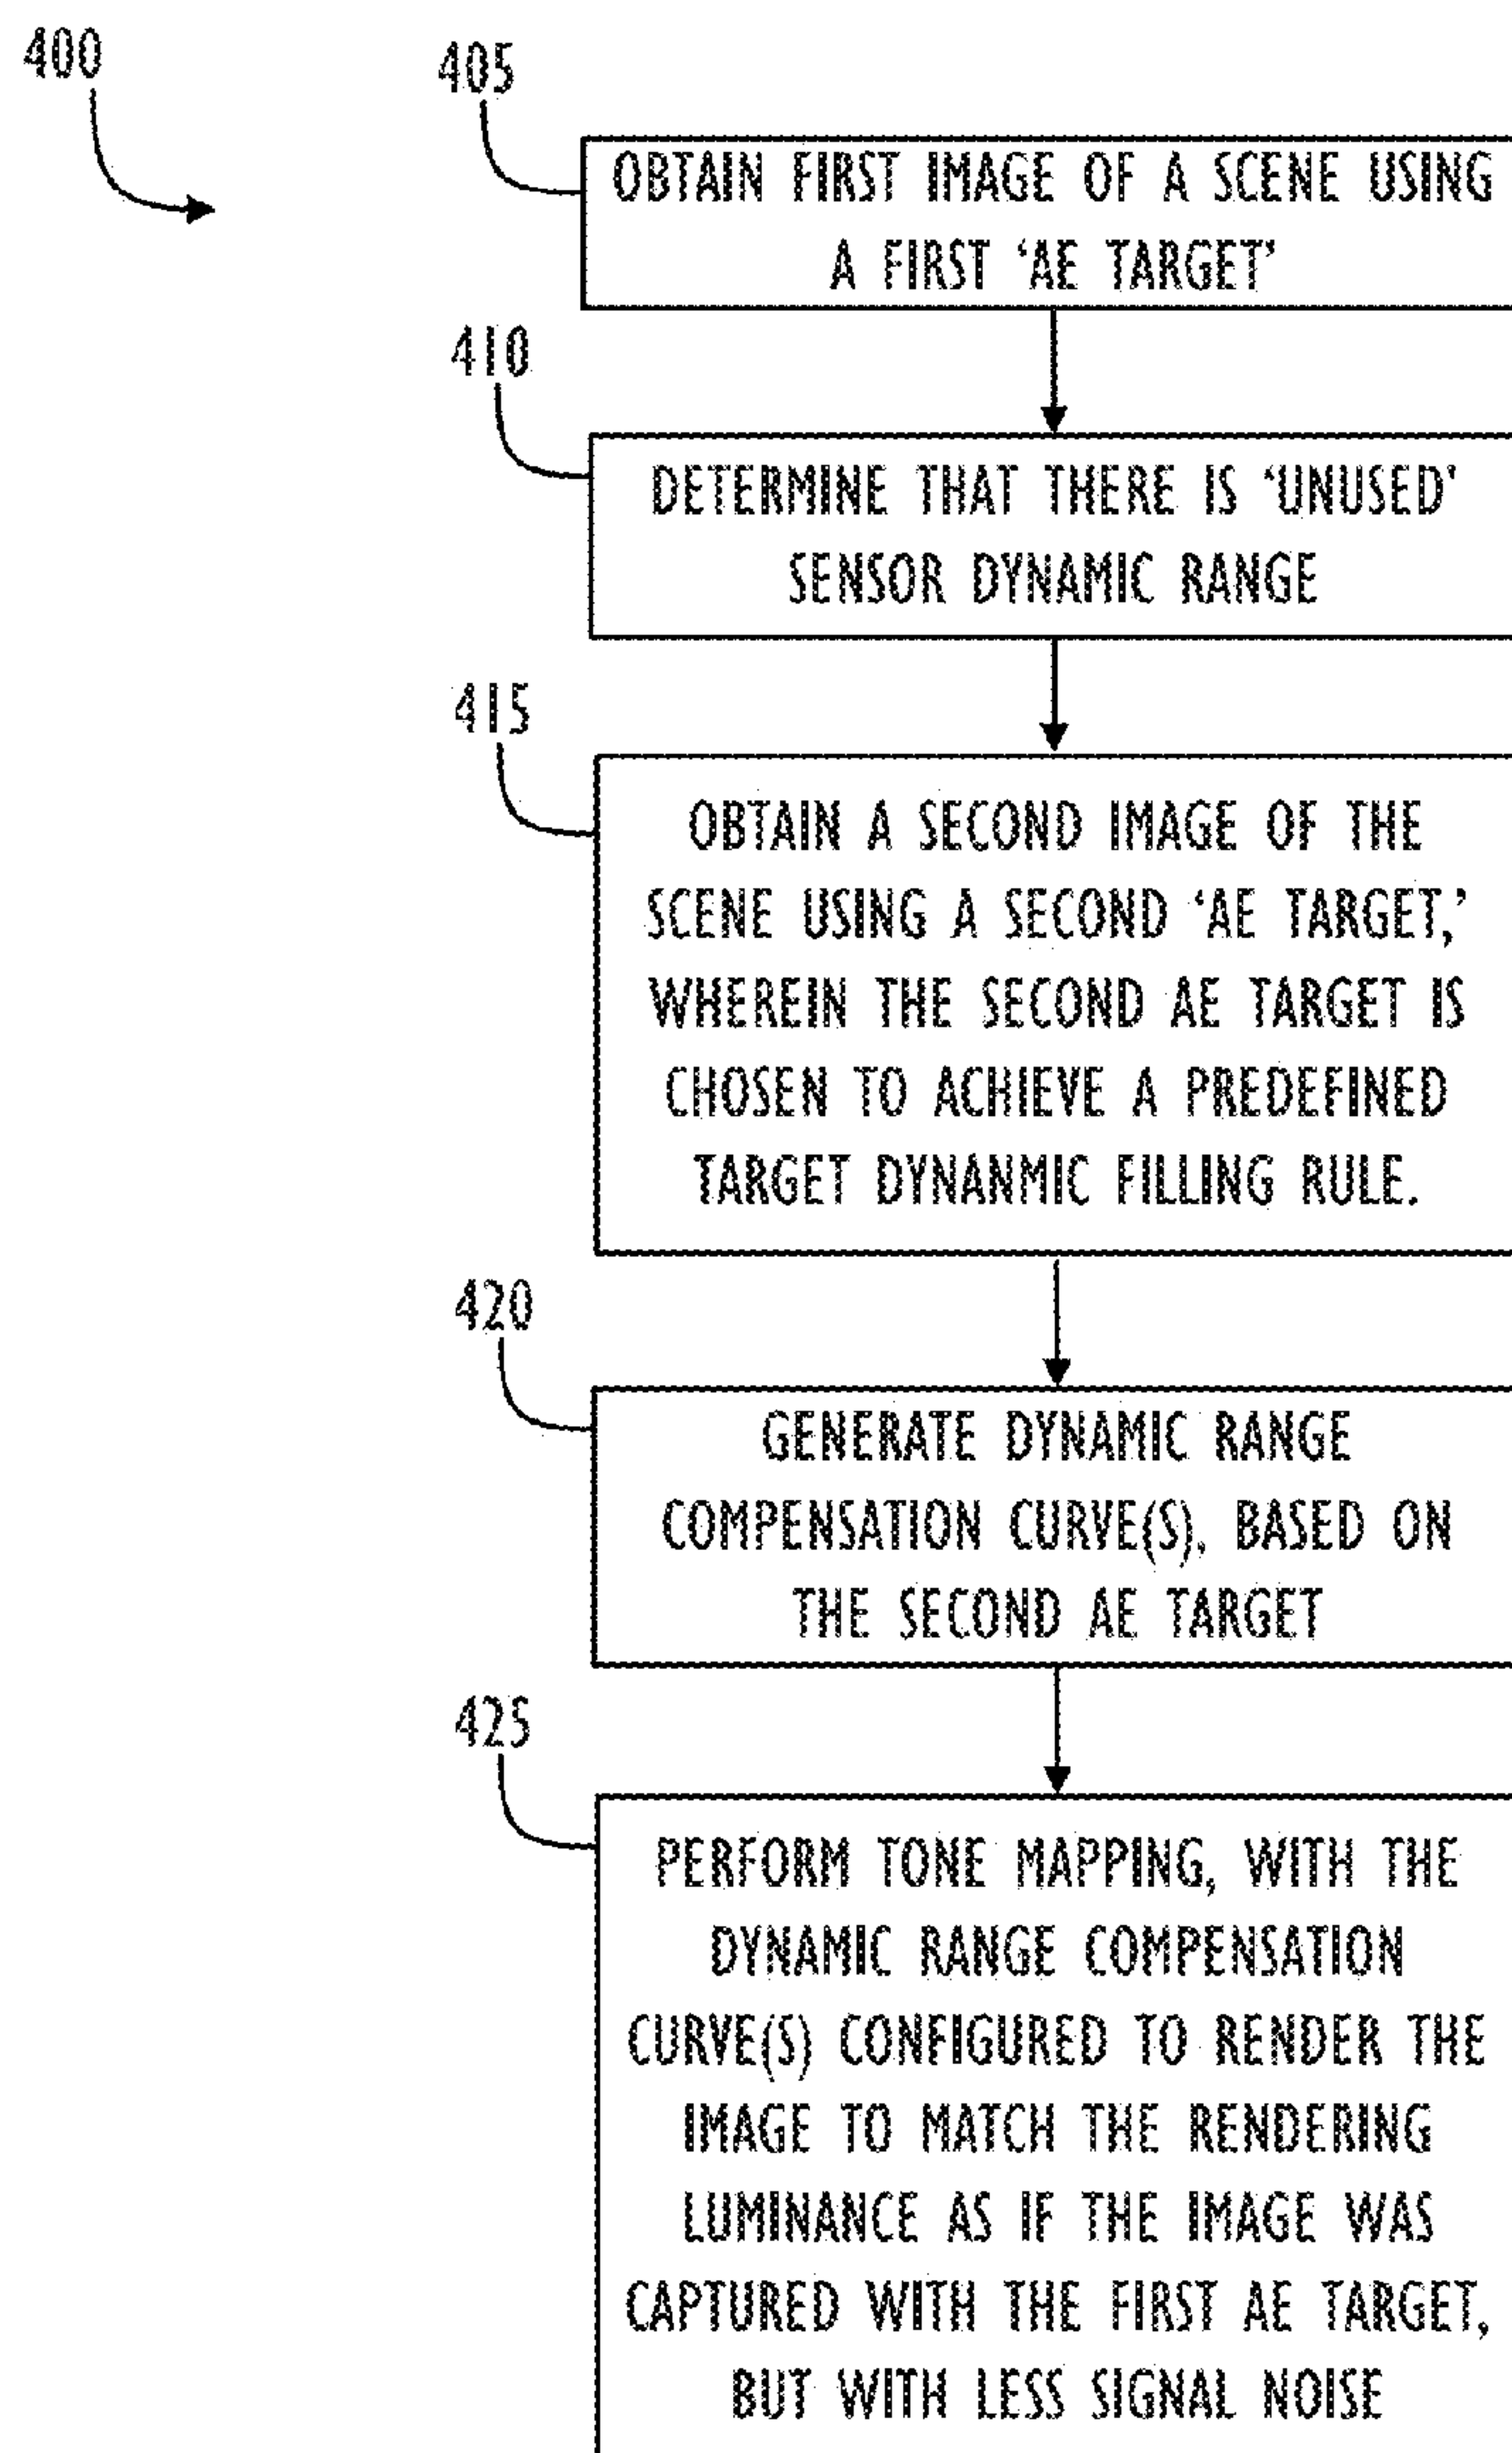 400
405
OBTAIN FIRST IMAGE OF A SCENE USING
A FIRST ‘AE TARGET’
410
DETERMINE THAT THERE IS ‘UNUSED’
SENSOR DYNAMIC RANGE
415
OBTAIN A SECOND IMAGE OF THE
SCENE USING A SECOND ‘AE TARGET,’
WHEREIN THE SECOND AE TARGET IS
CHOSEN TO ACHIEVE A PREDEFINED
TARGET DYNANMIC FILLING RULE.
420
GENERATE DYNAMIC RANGE
COMPENSATION CURVE(S), BASED ON
THE SECOND AE TARGET
425
PERFORM TONE MAPPING, WITH THE
DYNAMIC RANGE COMPENSATION
CURVE(S) CONFIGURED TO RENDER THE
IMAGE TO MATCH THE RENDERING
LUMINANCE AS IF THE IMAGE WAS
CAPTURED WITH THE FIRST AE TARGET,
BUT WITH LESS SIGNAL NOISE